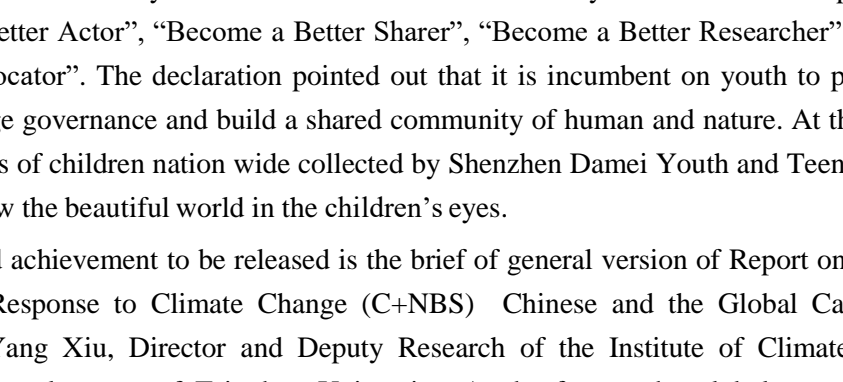 etter Actor”, “Become a Better Sharer”, “Become a Better Researcher”
ocator”. The declaration pointed out that it is incumbent on youth to p
ge governance and build a shared community of human and nature. At th
s of children nation wide collected by Shenzhen Damei Youth and Teen
w the beautiful world in the children’s eyes.
d achievement to be released is the brief of general version of Report on
Response to Climate Change (C+NBS) Chinese and the Global Ca
Yang Xiu, Director and Deputy Research of the Institute of Climate